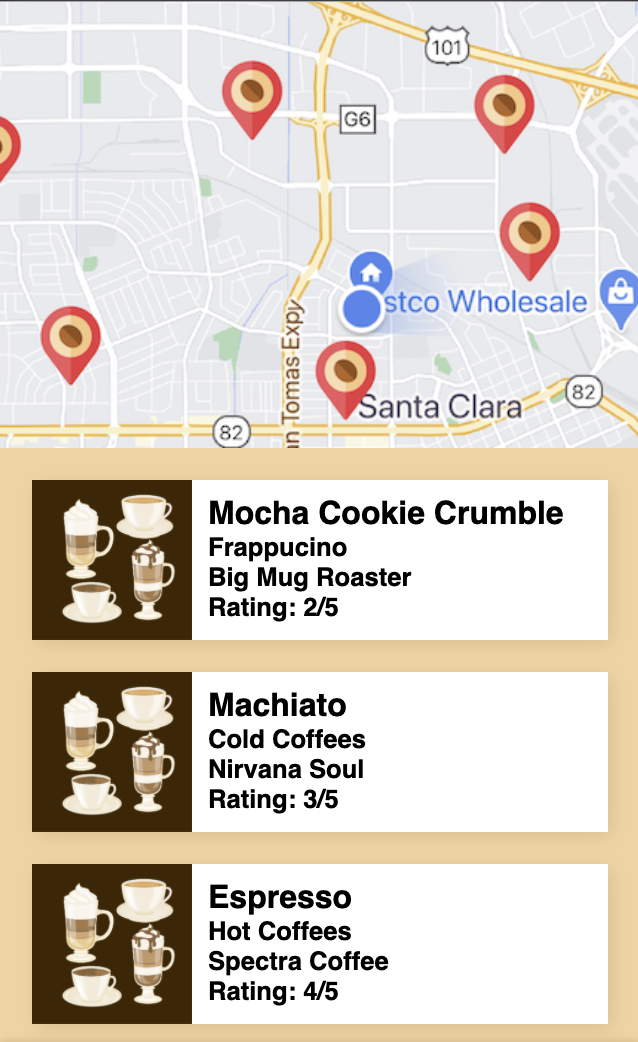 101
G6
stco Wholesale
n Tomas Expy
Santa Clara
82
82
Mocha Cookie Crumble
Frappucino
Big Mug Roaster
Rating: 2/5
Machiato
Cold Coffees
Nirvana Soul
Rating: 3/5
Espresso
Hot Coffees
Spectra Coffee
Rating: 4/5